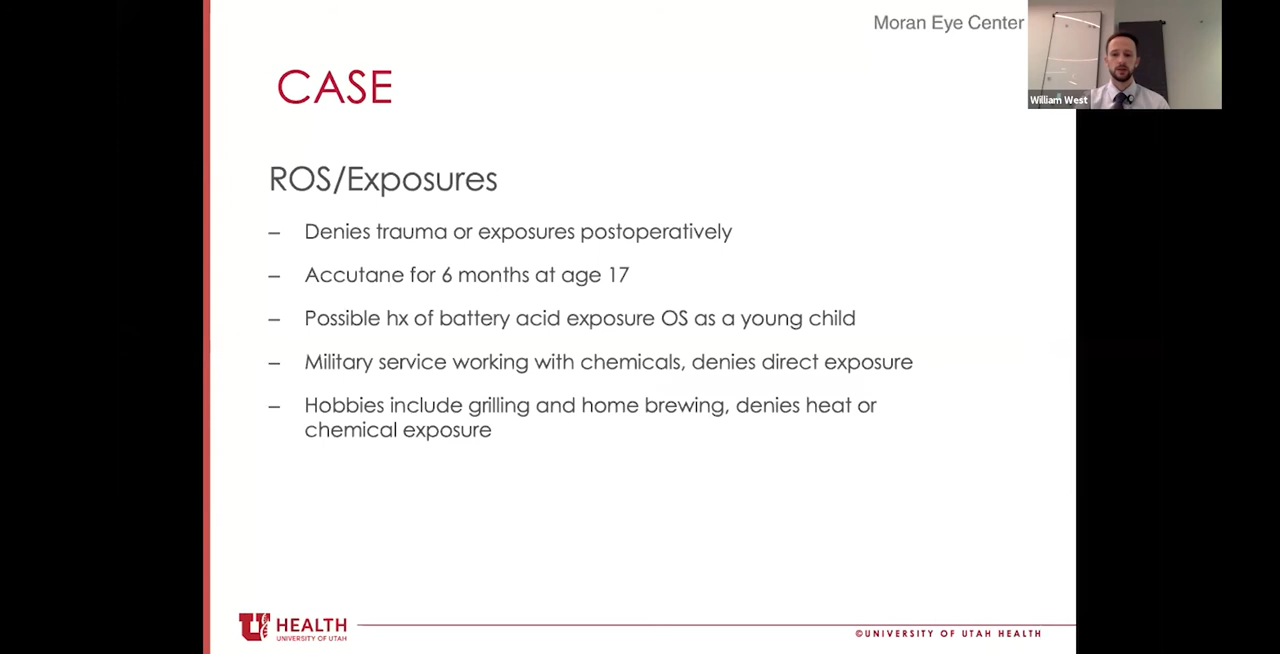 Moran Eye Center
William West
CASE
ROS/Exposures
– Denies trauma or exposures postoperatively
– Accutane for 6 months at age 17
– Possible hx of battery acid exposure OS as a young child
– Military service working with chemicals, denies direct exposure
– Hobbies include grilling and home brewing, denies heat or
chemical exposure
U HEALTH
UNIVERSITY OF UTAH
©UNIVERSITY OF UTAH HEALTH